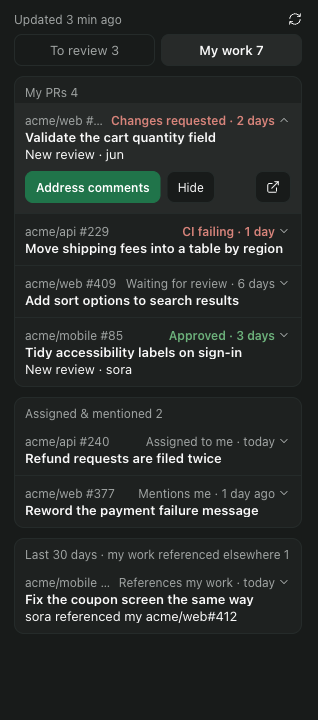 Updated 3 min ago
To review 3
My work 7
My PRs 4
acme/web #... Changes requested · 2 days
Validate the cart quantity field
New review · jun
Address comments
Hide
acme/api #229 CI failing · 1 day
Move shipping fees into a table by region
acme/web #409 Waiting for review · 6 days
Add sort options to search results
acme/mobile #85 Approved · 3 days
Tidy accessibility labels on sign-in
New review · sora
Assigned & mentioned 2
acme/api #240 Assigned to me · today
Refund requests are filed twice
acme/web #377 Mentions me · 1 day ago
Reword the payment failure message
Last 30 days · my work referenced elsewhere 1
acme/mobile ... References my work · today
Fix the coupon screen the same way
sora referenced my acme/web#412